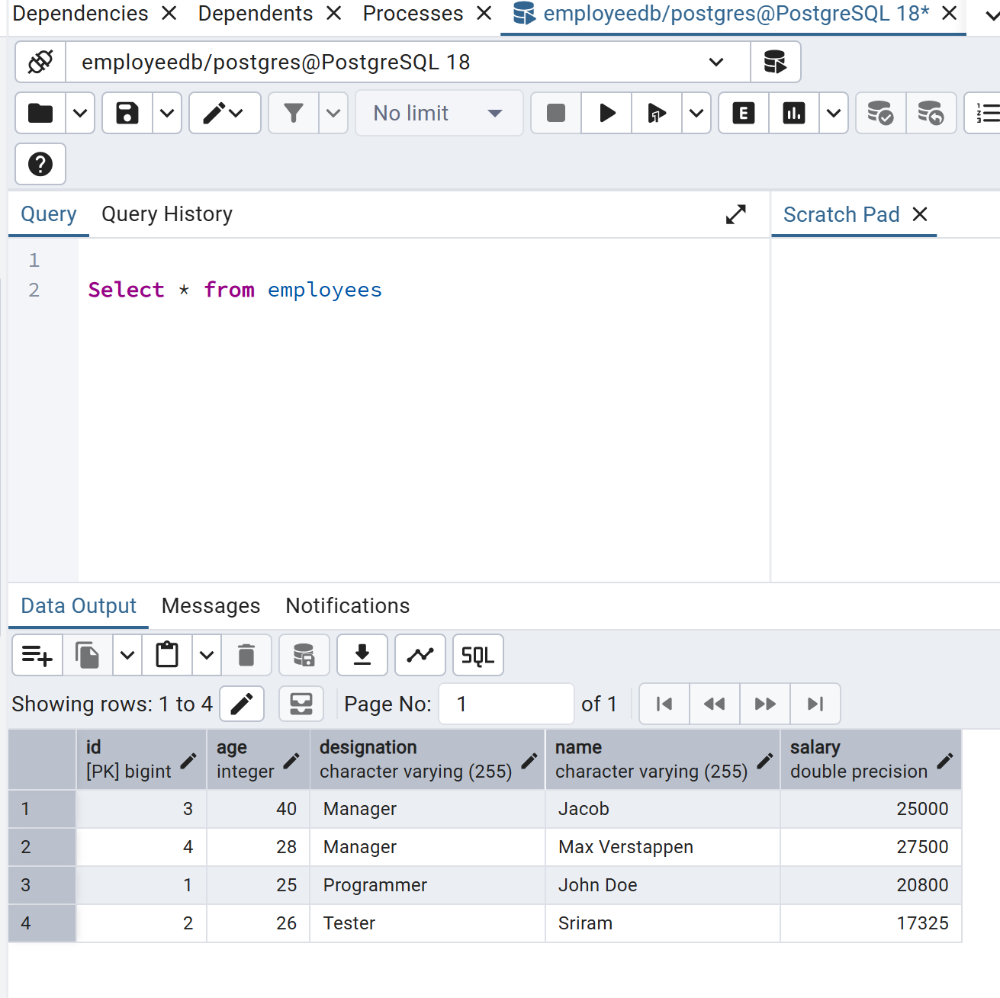 Dependencies Dependents Processes employeedb/postgres@PostgreSQL 18*
employeedb/postgres@PostgreSQL 18
No limit
Query Query History Scratch Pad
1
2 Select * from employees
Data Output Messages Notifications
SQL
Showing rows: 1 to 4 Page No: 1 of 1
id age designation name salary
[PK] bigint integer character varying (255) character varying (255) double precision
1 3 40 Manager Jacob 25000
2 4 28 Manager Max Verstappen 27500
3 1 25 Programmer John Doe 20800
4 2 26 Tester Sriram 17325